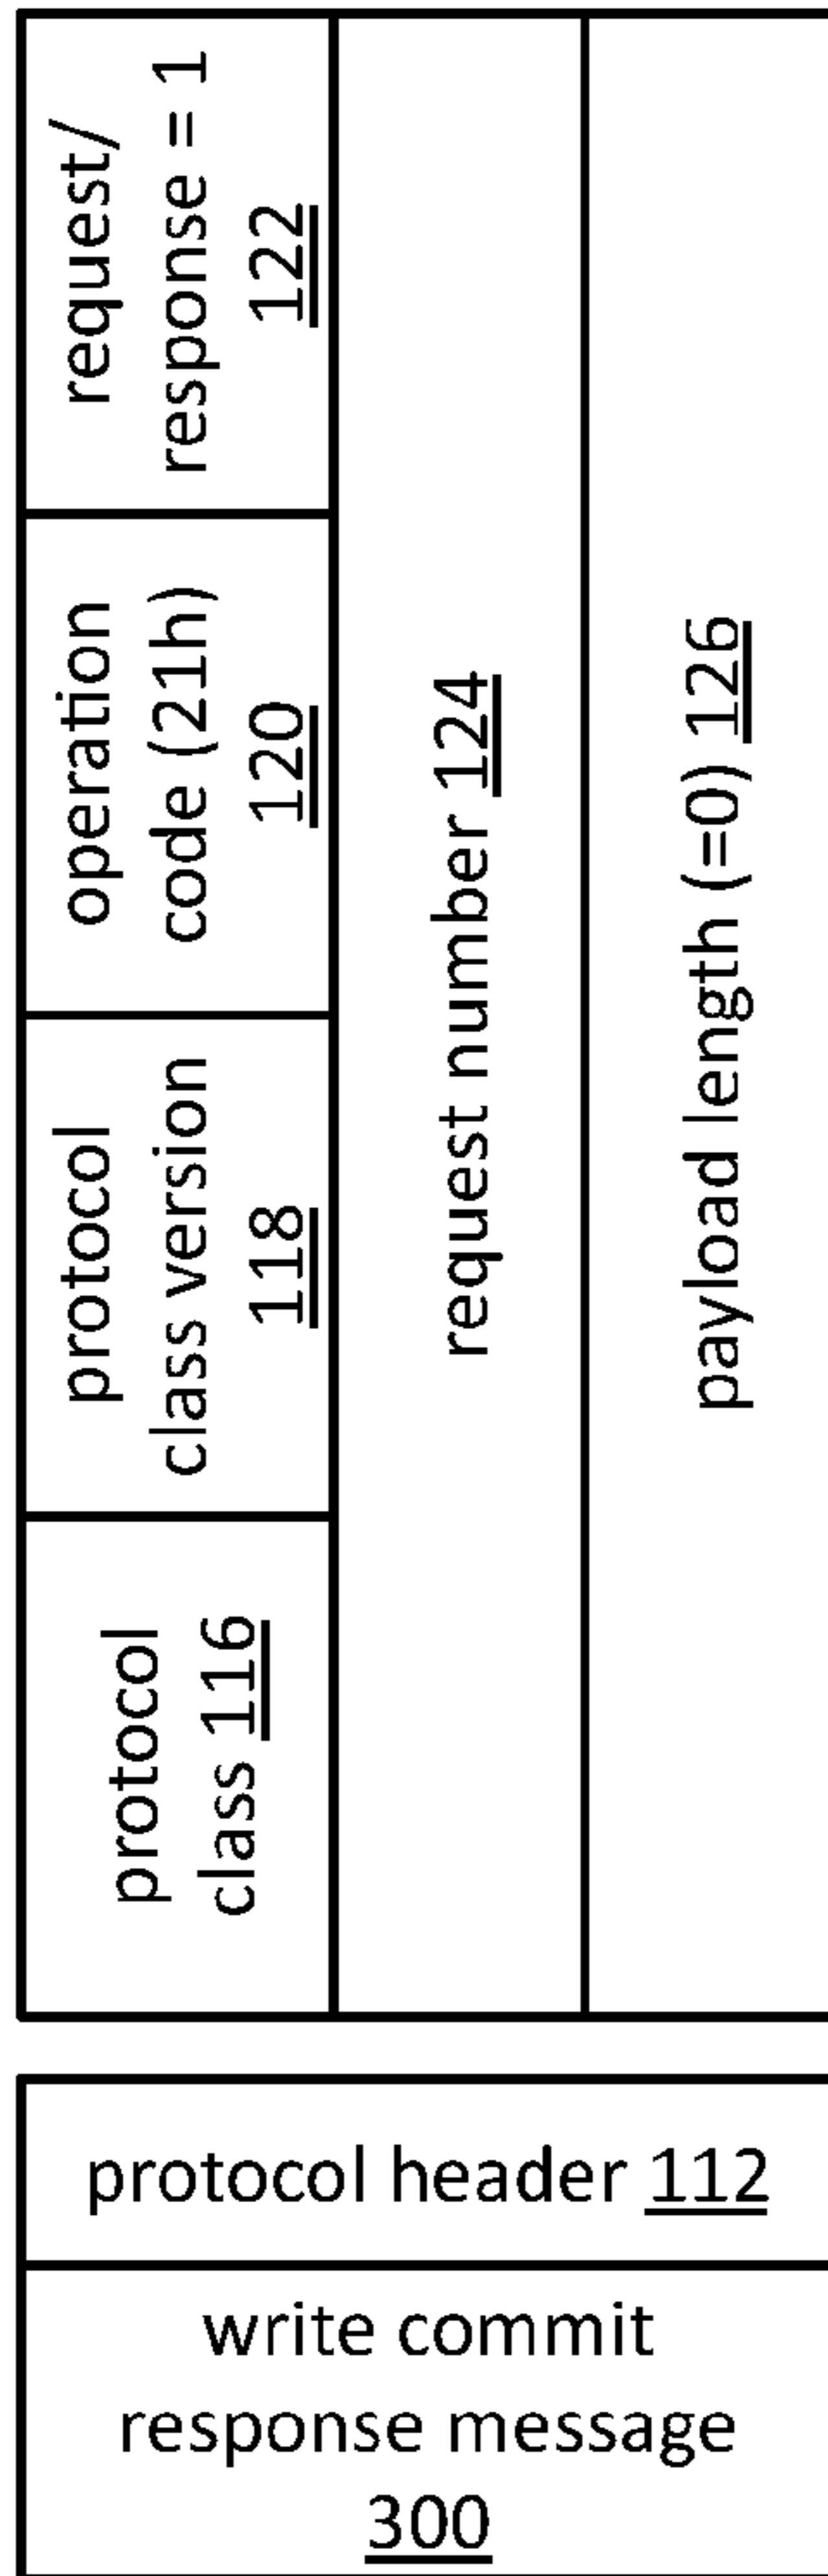 write commit
response message
300
protocol header 112
protocol
class 116
protocol
class version
118
operation
code (21h)
120
request/
response = 1
122
request number 124
payload length (=0) 126